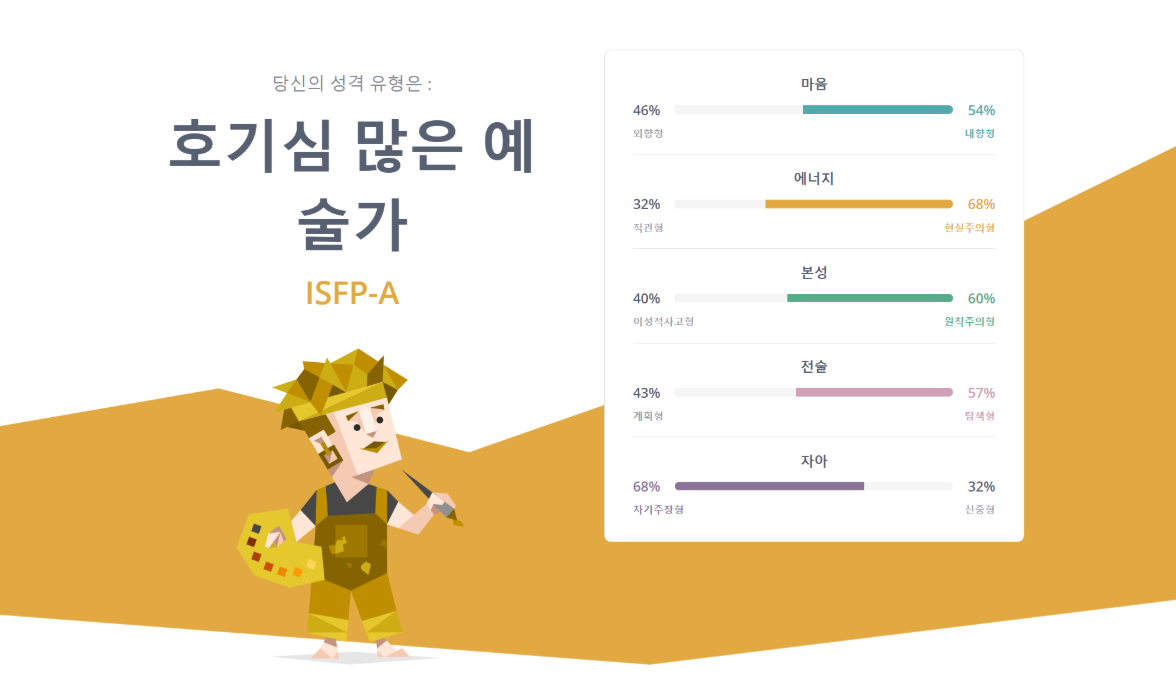 당신의 성격 유형은 :
호기심 많은 예
술가
ISFP-A
마음
46% 54%
외향형 내향형
에너지
32% 68%
직관형 현실주의형
본성
40% 60%
이성적사고형 원칙주의형
전술
43% 57%
계획형 탐색형
자아
68% 32%
자기주장형 신중형